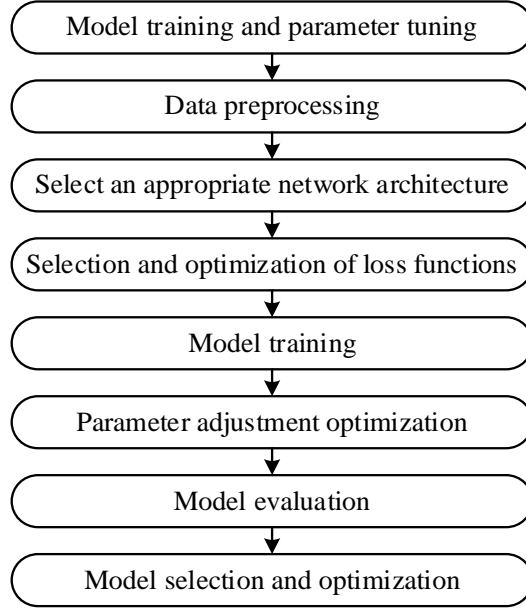 Model training and parameter tuning
Data preprocessing
Select an appropriate network architecture
Selection and optimization of loss functions
Model training
Parameter adjustment optimization
Model evaluation
Model selection and optimization